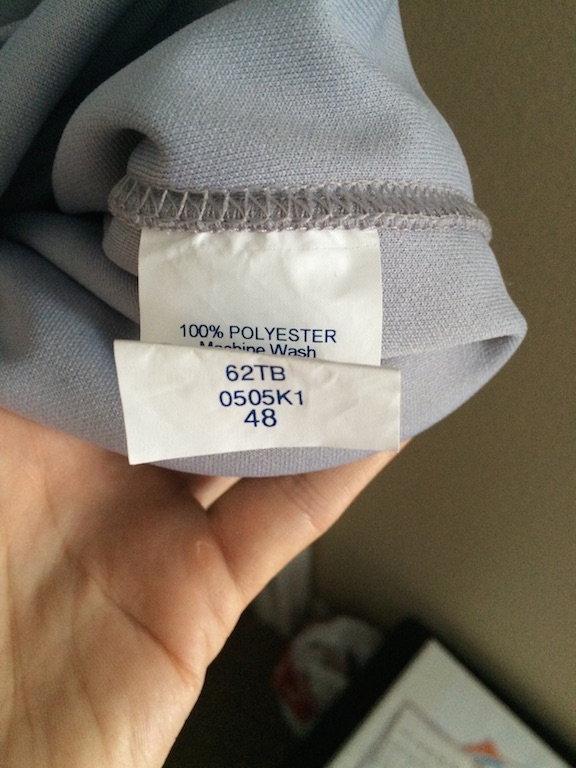 100% POLYESTER
Machine Wash
62TB
0505K1
48